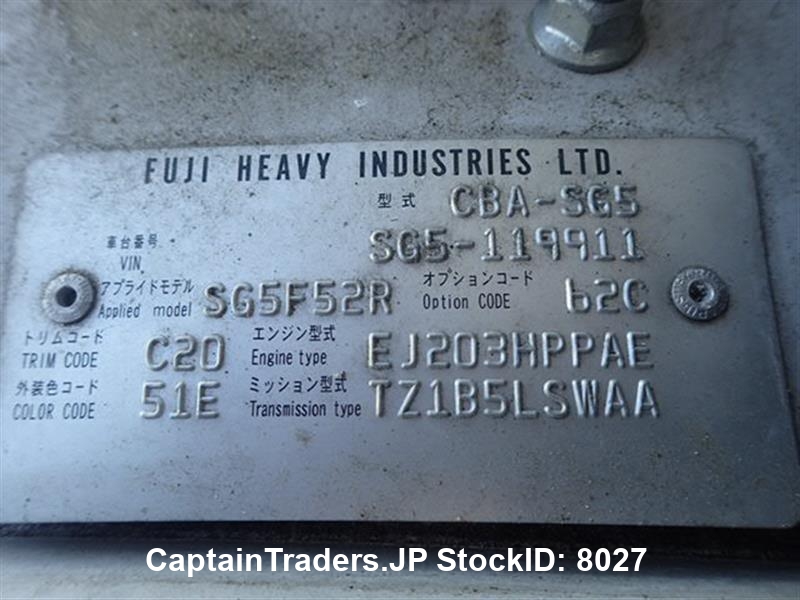 FUJI HEAVY INDUSTRIES LTD.
型式 CBA-SG5
車台番号 VIN SG5-119911
アプライドモデル Applied model SG5F52R オプションコード Option CODE b2C
トリムコード TRIM CODE C20 エンジン型式 Engine type EJ203HPPAE
外装色コード COLOR CODE 51E ミッション型式 Transmission type TZ1B5LSWAA
CaptainTraders.JP StockID: 8027